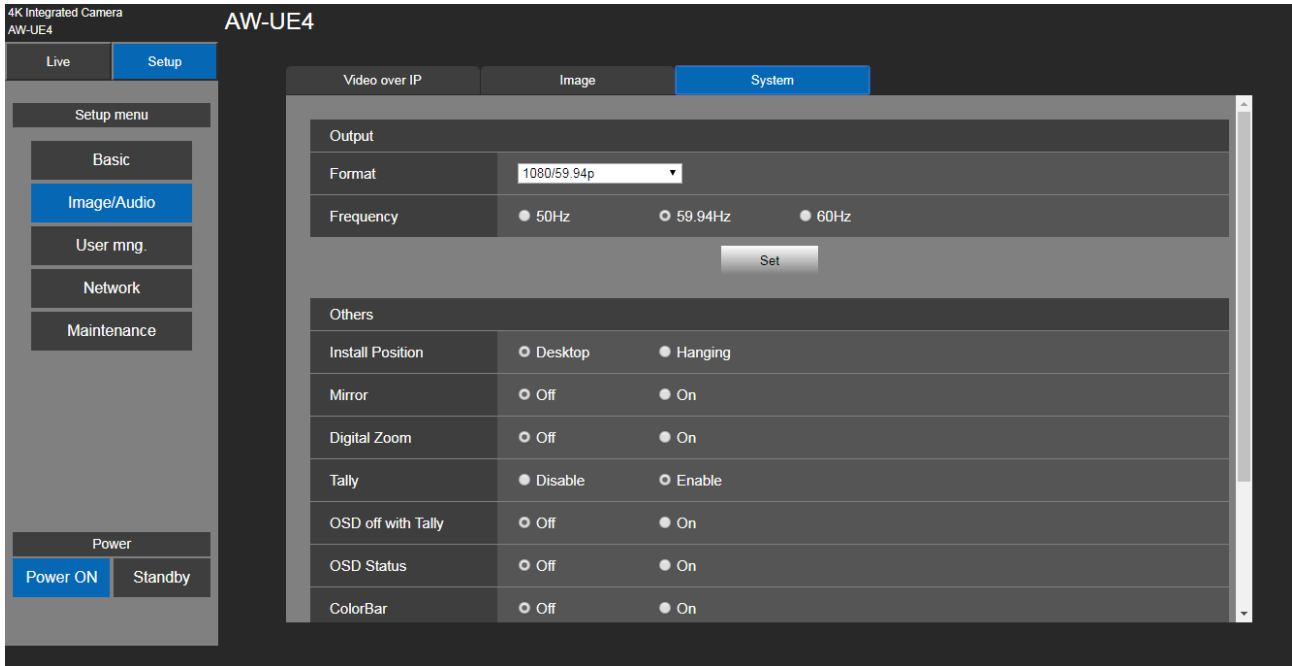 4K Integrated Camera
AW-UE4
AW-UE4
Live Setup
Setup menu
Basic
Image/Audio
User mng.
Network
Maintenance
Power
Power ON Standby
Video over IP Image System
Output
Format 1080/59.94p
Frequency 50Hz 59.94Hz 60Hz
Set
Others
Install Position Desktop Hanging
Mirror Off On
Digital Zoom Off On
Tally Disable Enable
OSD off with Tally Off On
OSD Status Off On
ColorBar Off On